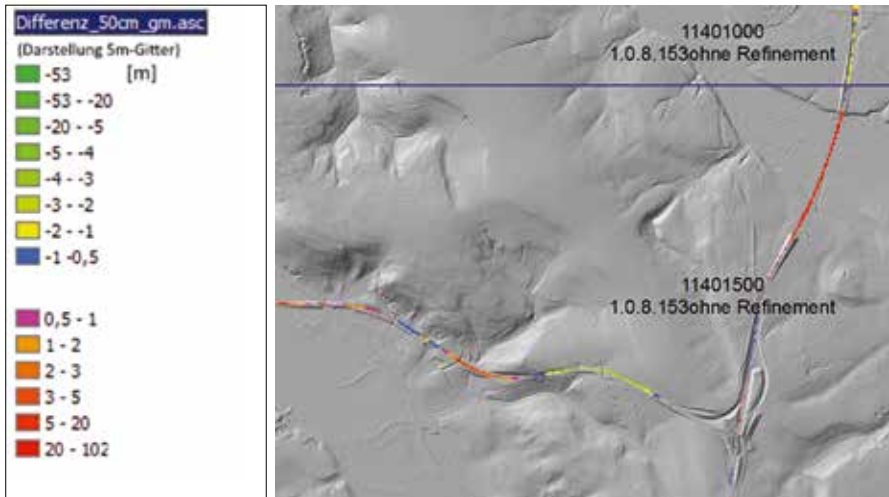 Differenz_50cm_gm.asc
(Darstellung 5m-Gitter)
-53 [m]
-53 - -20
-20 - -5
-5 - -4
-4 - -3
-3 - -2
-2 - -1
-1 -0,5
0,5 - 1
1 - 2
2 - 3
3 - 5
5 - 20
20 - 102
11401000
1.0.8.153ohne Refinement
11401500
1.0.8.153ohne Refinement